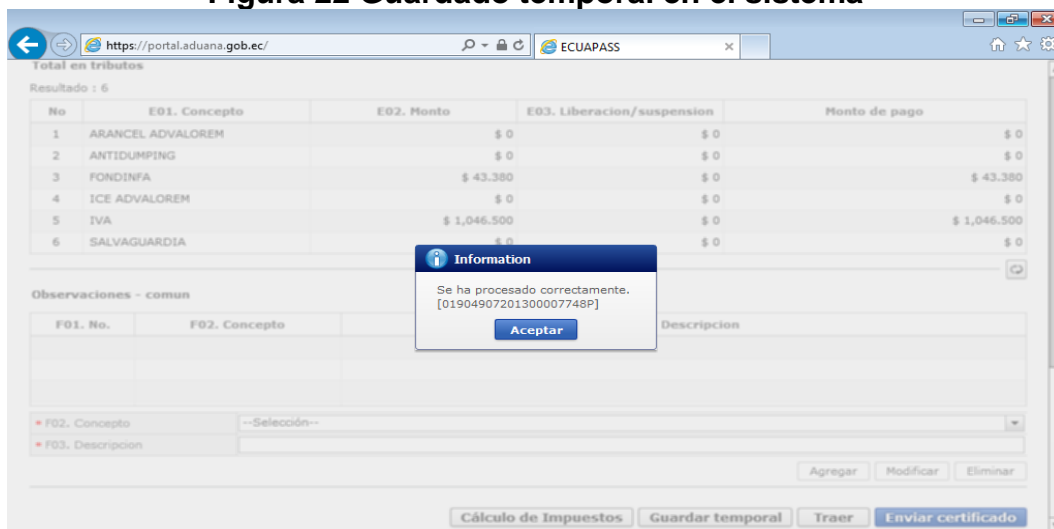 Figura 22 Guardado temporal en el sistema
https://portal.aduana.gob.ec/ ECUAPASS
Total en tributos
Resultado : 6
No E01. Concepto E02. Monto E03. Liberacion/suspension Monto de pago
1 ARANCEL ADVALOREM $ 0 $ 0 $ 0
2 ANTIDUMPING $ 0 $ 0 $ 0
3 FONDINFA $ 43.380 $ 0 $ 43.380
4 ICE ADVALOREM $ 0 $ 0 $ 0
5 IVA $ 1,046.500 $ 0 $ 1,046.500
6 SALVAGUARDIA $ 0 $ 0 $ 0
Information
Se ha procesado correctamente.
[01904907201300007748P]
Aceptar
Observaciones - comun
F01. No. F02. Concepto Descripcion
F02. Concepto --Selección--
F03. Descripcion
Agregar Modificar Eliminar
Cálculo de Impuestos Guardar temporal Traer Enviar certificado